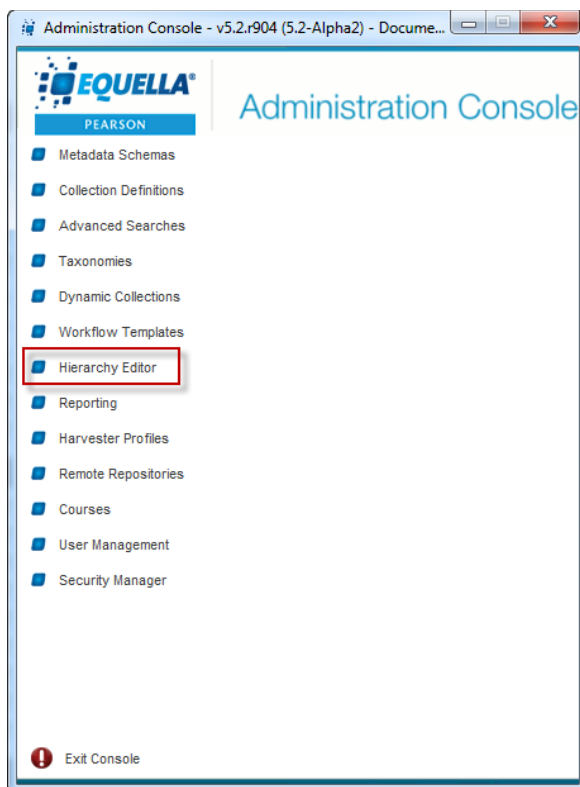 Administration Console - v5.2.r904 (5.2-Alpha2) - Docume...
EQUELLA®
PEARSON
Administration Console
Metadata Schemas
Collection Definitions
Advanced Searches
Taxonomies
Dynamic Collections
Workflow Templates
Hierarchy Editor
Reporting
Harvester Profiles
Remote Repositories
Courses
User Management
Security Manager
Exit Console